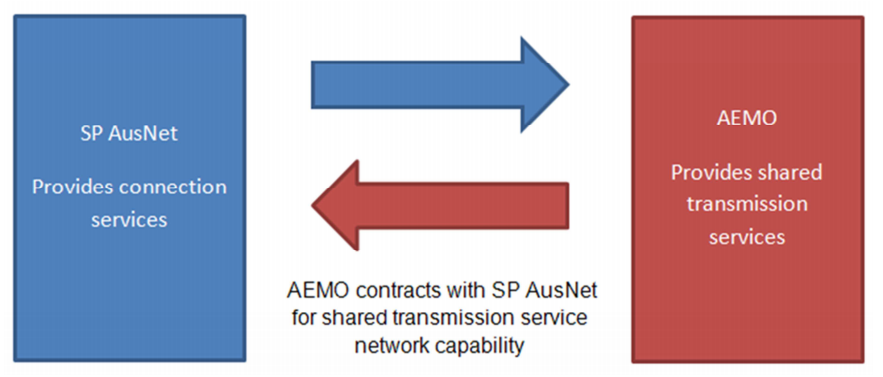 SP AusNet
Provides connection
services
AEMO contracts with SP AusNet
for shared transmission service
network capability
AEMO
Provides shared
transmission
services